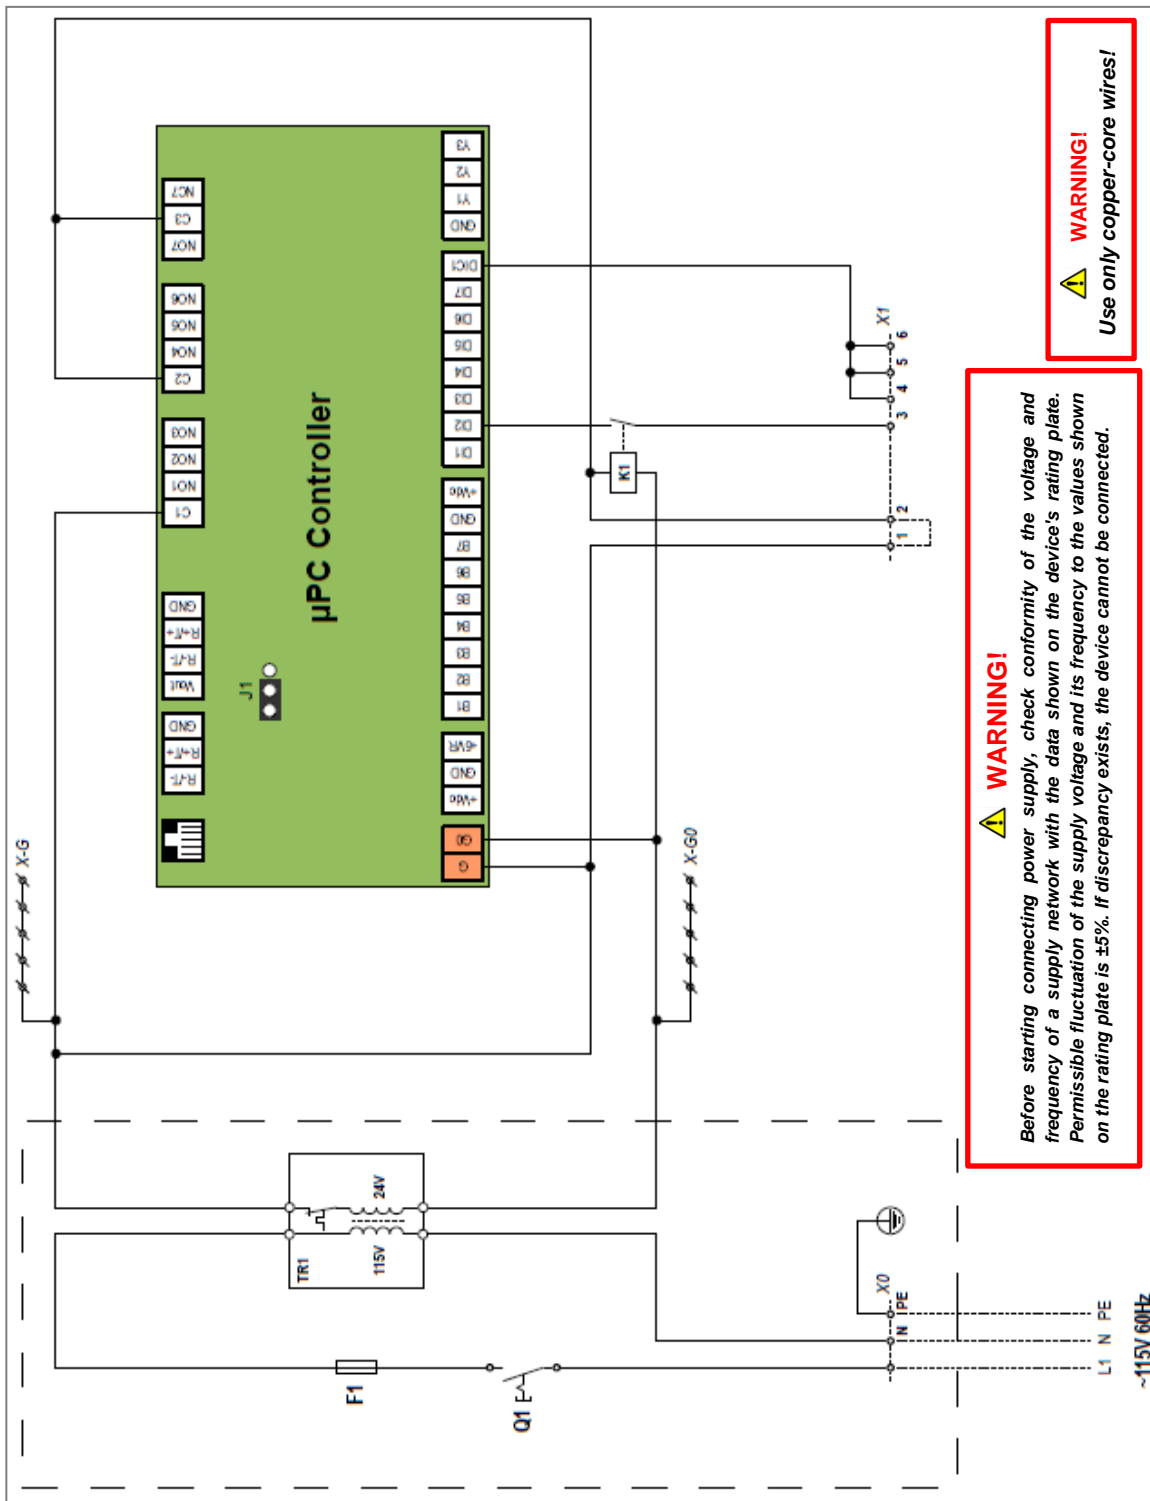 X-G
R-/T-
R+/T+
GND
Vout
R-/T-
R+/T+
GND
C1
NO1
NO2
NO3
C2
NO4
NO5
NO6
NO7
C3
NC7
J1
µPC Controller
TR1
115V
24V
F1
G
G0
+Vdc
GND
+5VR
B1
B2
B3
B4
B5
B6
B7
GND
+Vdc
DI1
DI2
DI3
DI4
DI5
DI6
DI7
DIC1
GND
Y1
Y2
Y3
Q1
K1
X-G0
X0
N
PE
X1
1
2
3
4
5
6
L1
N
PE
~115V 60Hz
WARNING!
Before starting connecting power supply, check conformity of the voltage and
frequency of a supply network with the data shown on the device's rating plate.
Permissible fluctuation of the supply voltage and its frequency to the values shown
on the rating plate is ±5%. If discrepancy exists, the device cannot be connected.
WARNING!
Use only copper-core wires!